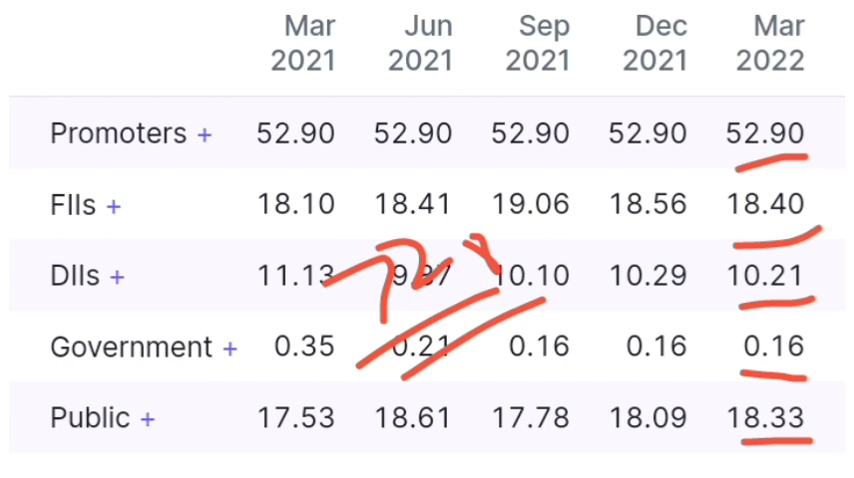 Mar 2021 Jun 2021 Sep 2021 Dec 2021 Mar 2022
Promoters + 52.90 52.90 52.90 52.90 52.90
FIIs + 18.10 18.41 19.06 18.56 18.40
DIIs + 11.13 10.10 10.29 10.21
Government + 0.35 0.21 0.16 0.16 0.16
Public + 17.53 18.61 17.78 18.09 18.33